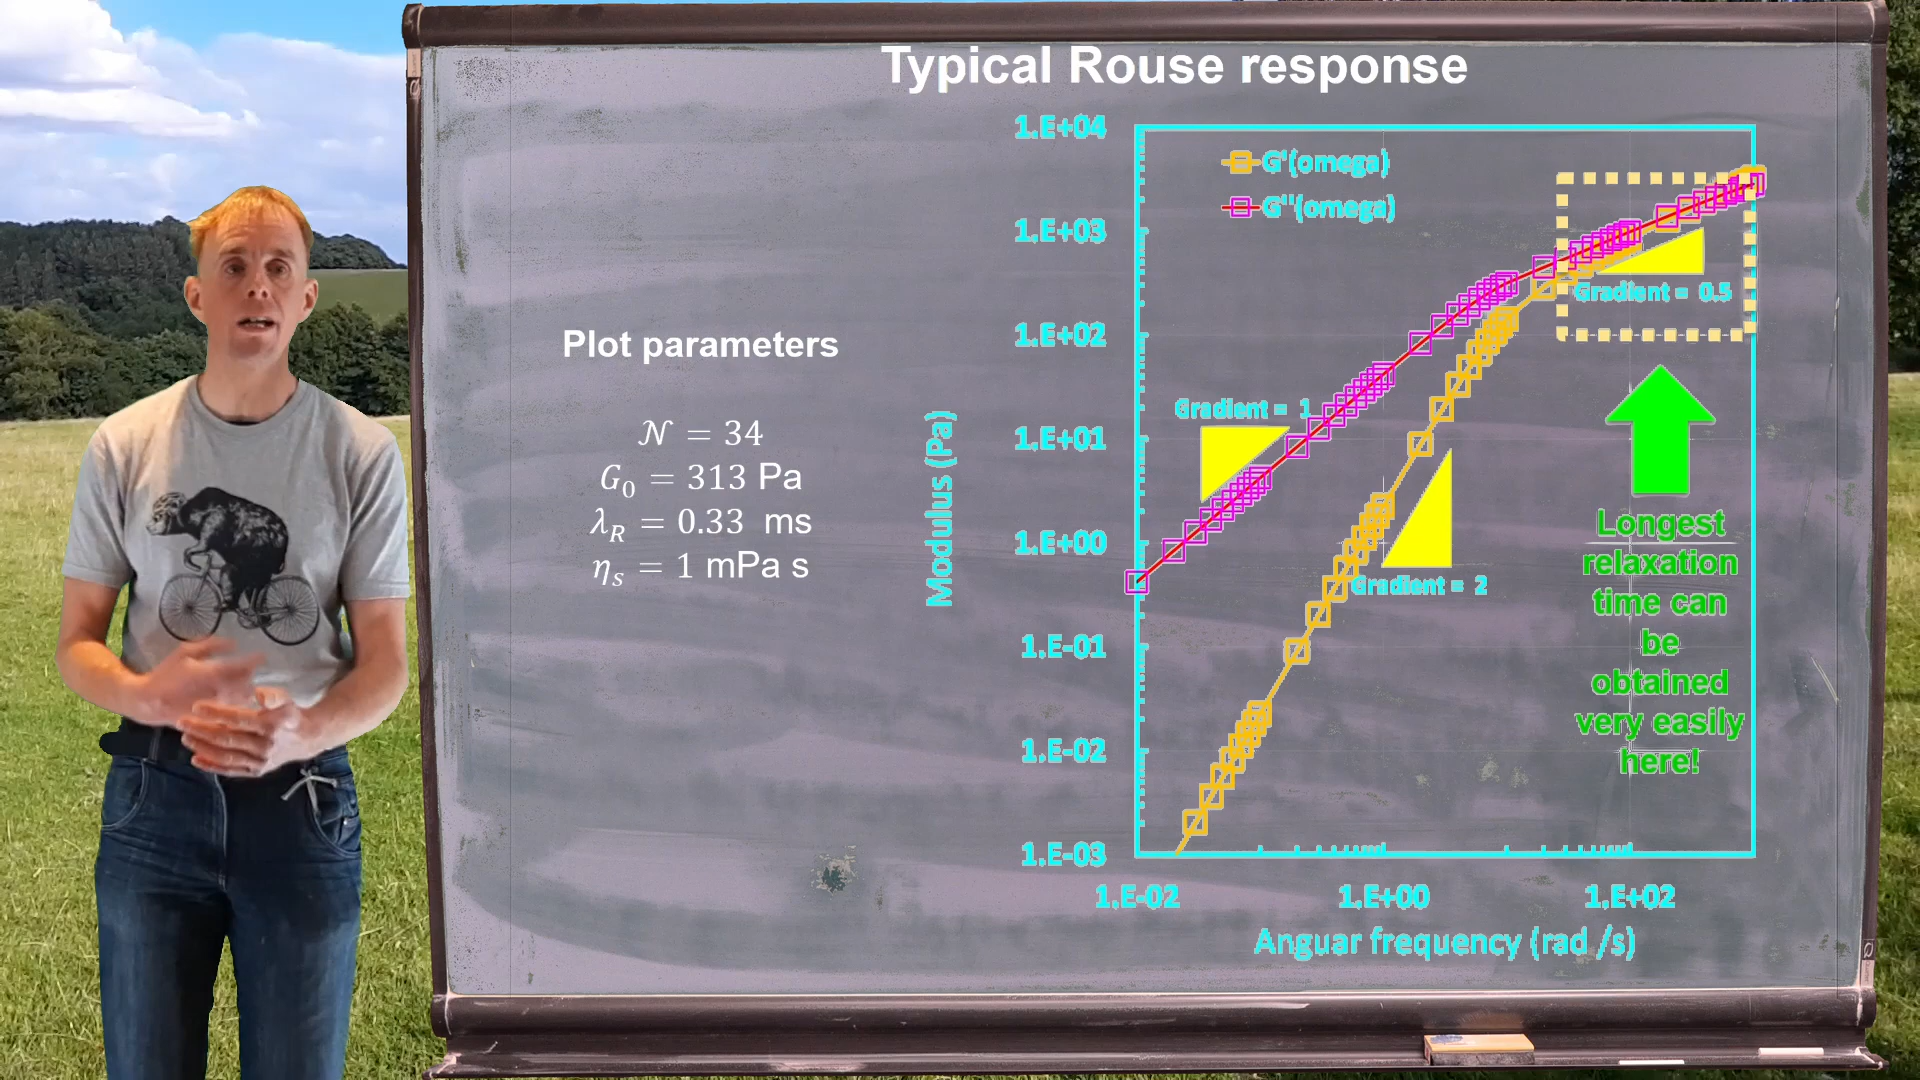 Typical Rouse response
Plot parameters
𝒩 = 34
G₀ = 313 Pa
λ_R = 0.33 ms
η_s = 1 mPa s
1.E+04
1.E+03
1.E+02
1.E+01
1.E+00
1.E-01
1.E-02
1.E-03
Modulus (Pa)
G'(omega)
G''(omega)
Gradient = 0.5
Gradient = 1
Gradient = 2
Longest
relaxation
time can
be
obtained
very easily
here!
1.E-02
1.E+00
1.E+02
Anguar frequency (rad /s)